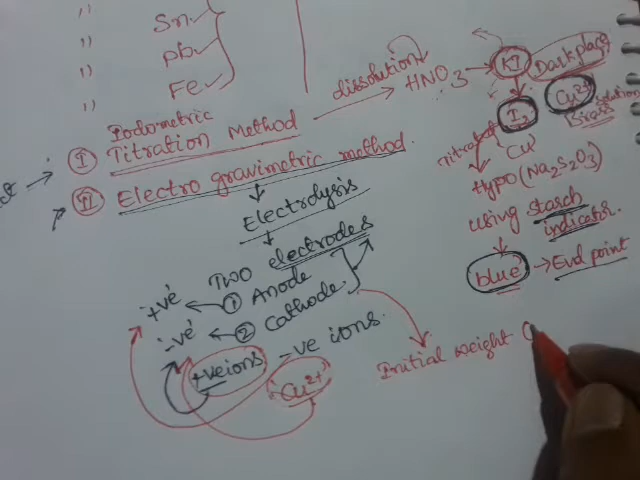 " Sn
" Pb
" Fe
Iodometric
I Titration Method dissolution HNO3 KI Dark place
I2 Cu2+ solution
Cu
Titrated
Hypo (Na2S2O3)
using starch
indicator.
blue → End point
II Electro gravimetric method.
Electrolysis
Two electrodes
+ve ① Anode
-ve ② Cathode
+ve ions -ve ions.
"Cu2+"
Initial weight